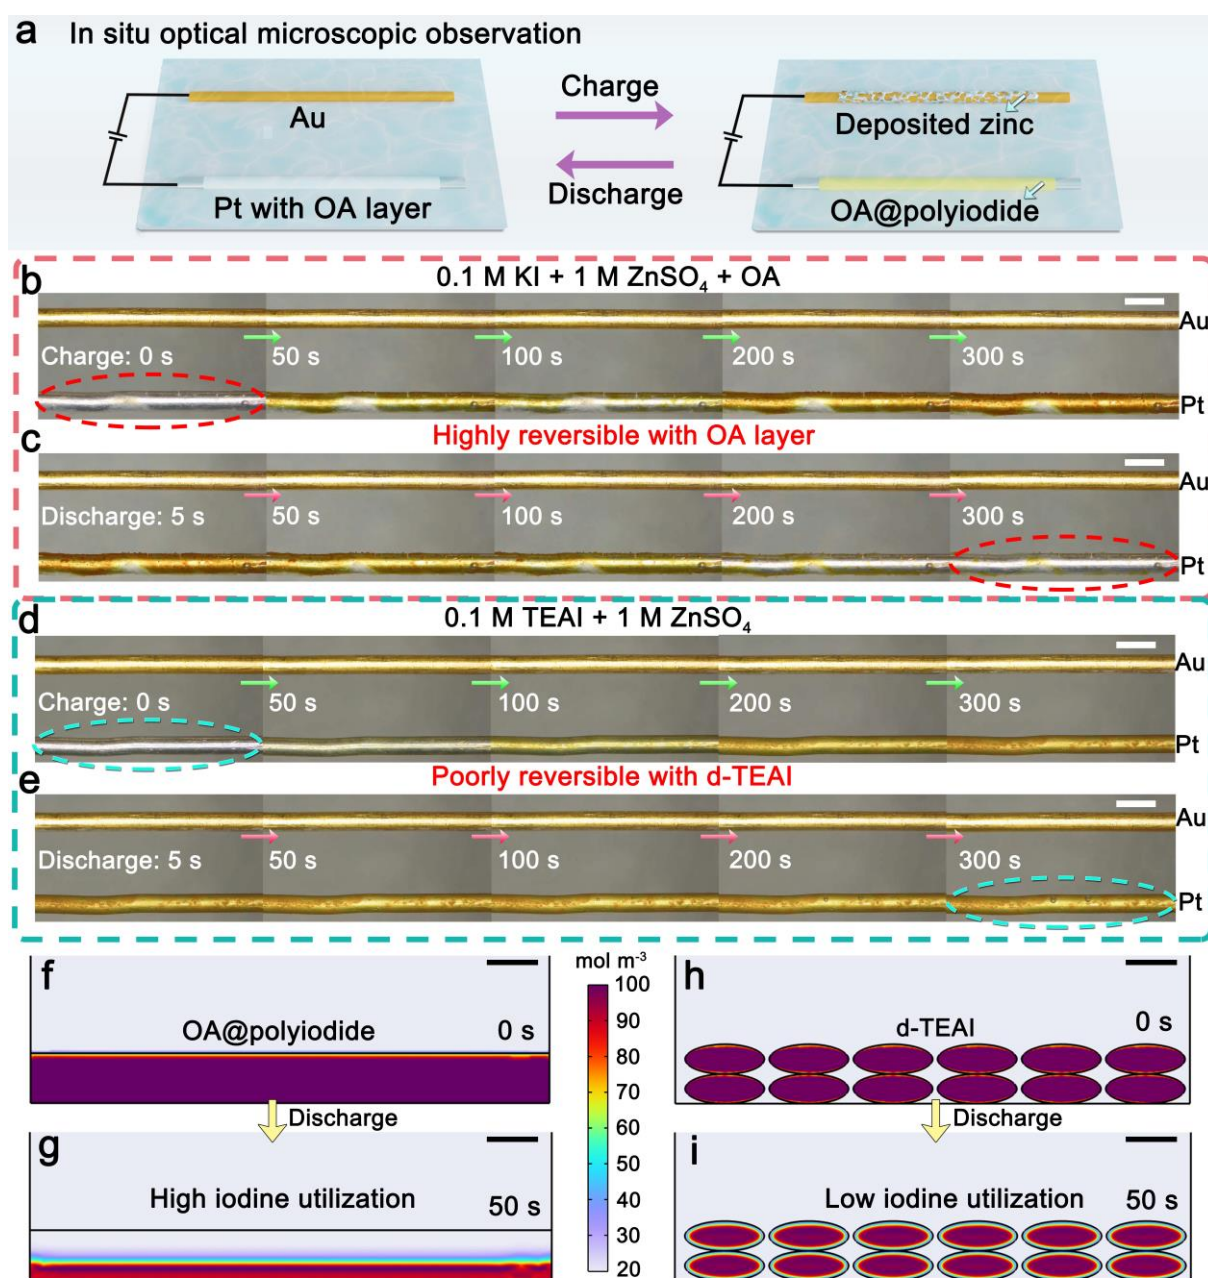 a In situ optical microscopic observation
Au
Pt with OA layer
Charge
Discharge
Deposited zinc
OA@polyiodide
b 0.1 M KI + 1 M ZnSO₄ + OA
Au
Charge: 0 s 50 s 100 s 200 s 300 s
Pt
c Highly reversible with OA layer
Au
Discharge: 5 s 50 s 100 s 200 s 300 s
Pt
d 0.1 M TEAI + 1 M ZnSO₄
Au
Charge: 0 s 50 s 100 s 200 s 300 s
Pt
e Poorly reversible with d-TEAI
Au
Discharge: 5 s 50 s 100 s 200 s 300 s
Pt
f
OA@polyiodide 0 s
Discharge
g
High iodine utilization 50 s
mol m⁻³
100
90
80
70
60
50
40
30
20
h
d-TEAI 0 s
Discharge
i
Low iodine utilization 50 s